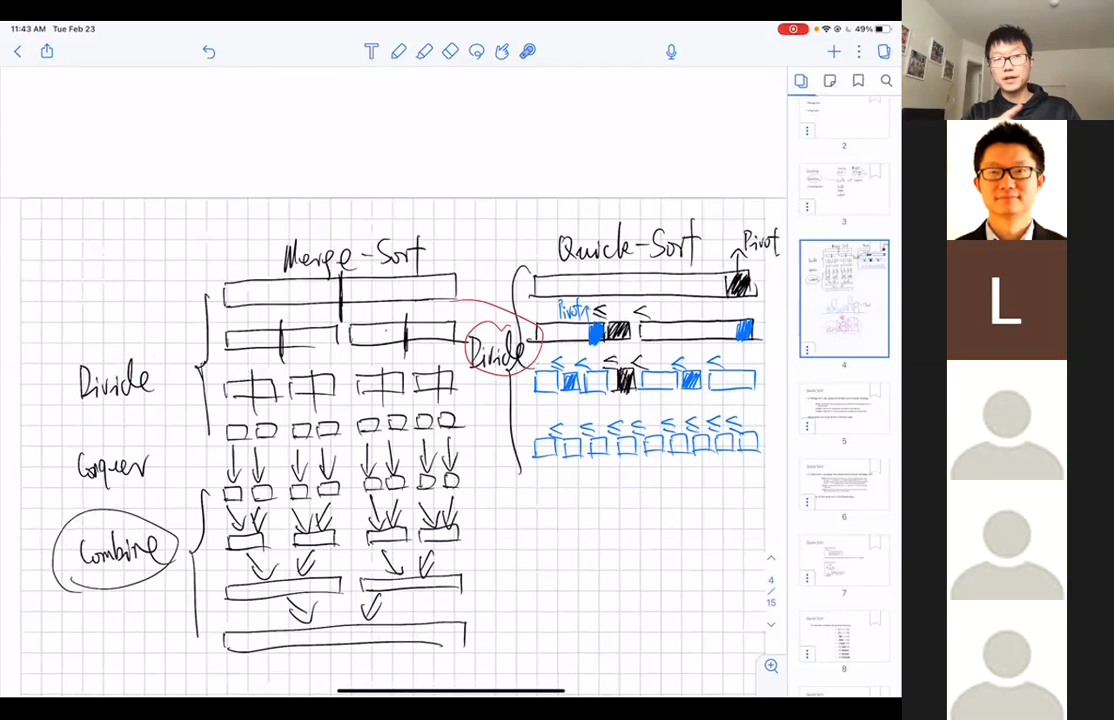 11:43 AM Tue Feb 23
49%
T
Merge-Sort
Quick-Sort
Pivot
Pivot
Divide
Divide
Conquer
Combine
4
/
15
2
3
4
5
6
7
8
L